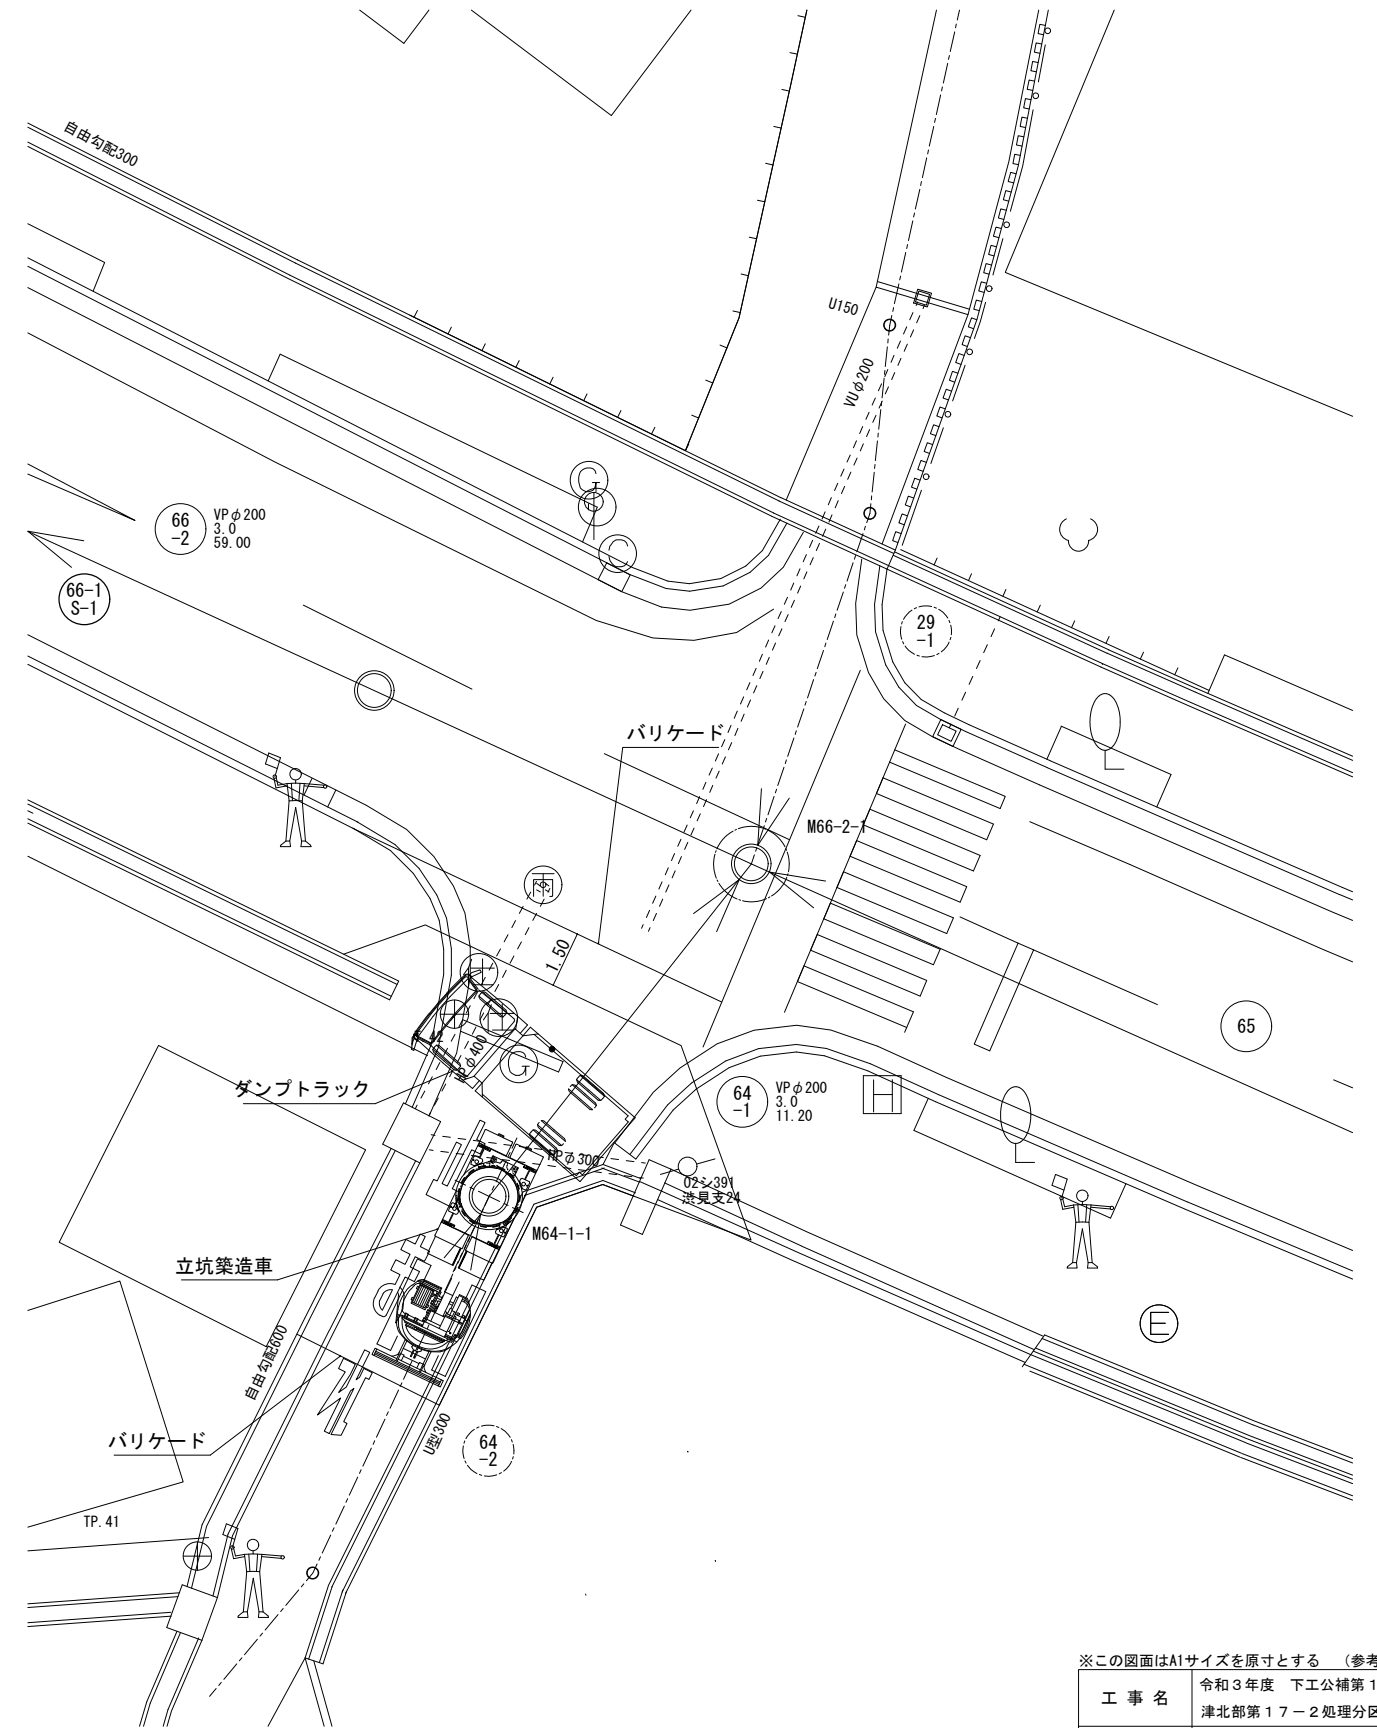 自由勾配300
U150
VUφ200
66
-2
VPφ200
3.0
59.00
66-1
S-1
29
-1
バリケード
M66-2-1
雨
1.50
65
ダンプトラック
64
-1
VPφ200
3.0
11.20
H
02シ391
渋見支24
M64-1-1
立坑築造車
E
自由勾配600
バリケード
U型300
64
-2
TP.41
※この図面はA1サイズを原寸とする （参考
工 事 名
令和３年度 下工公補第１
津北部第１７－２処理分区